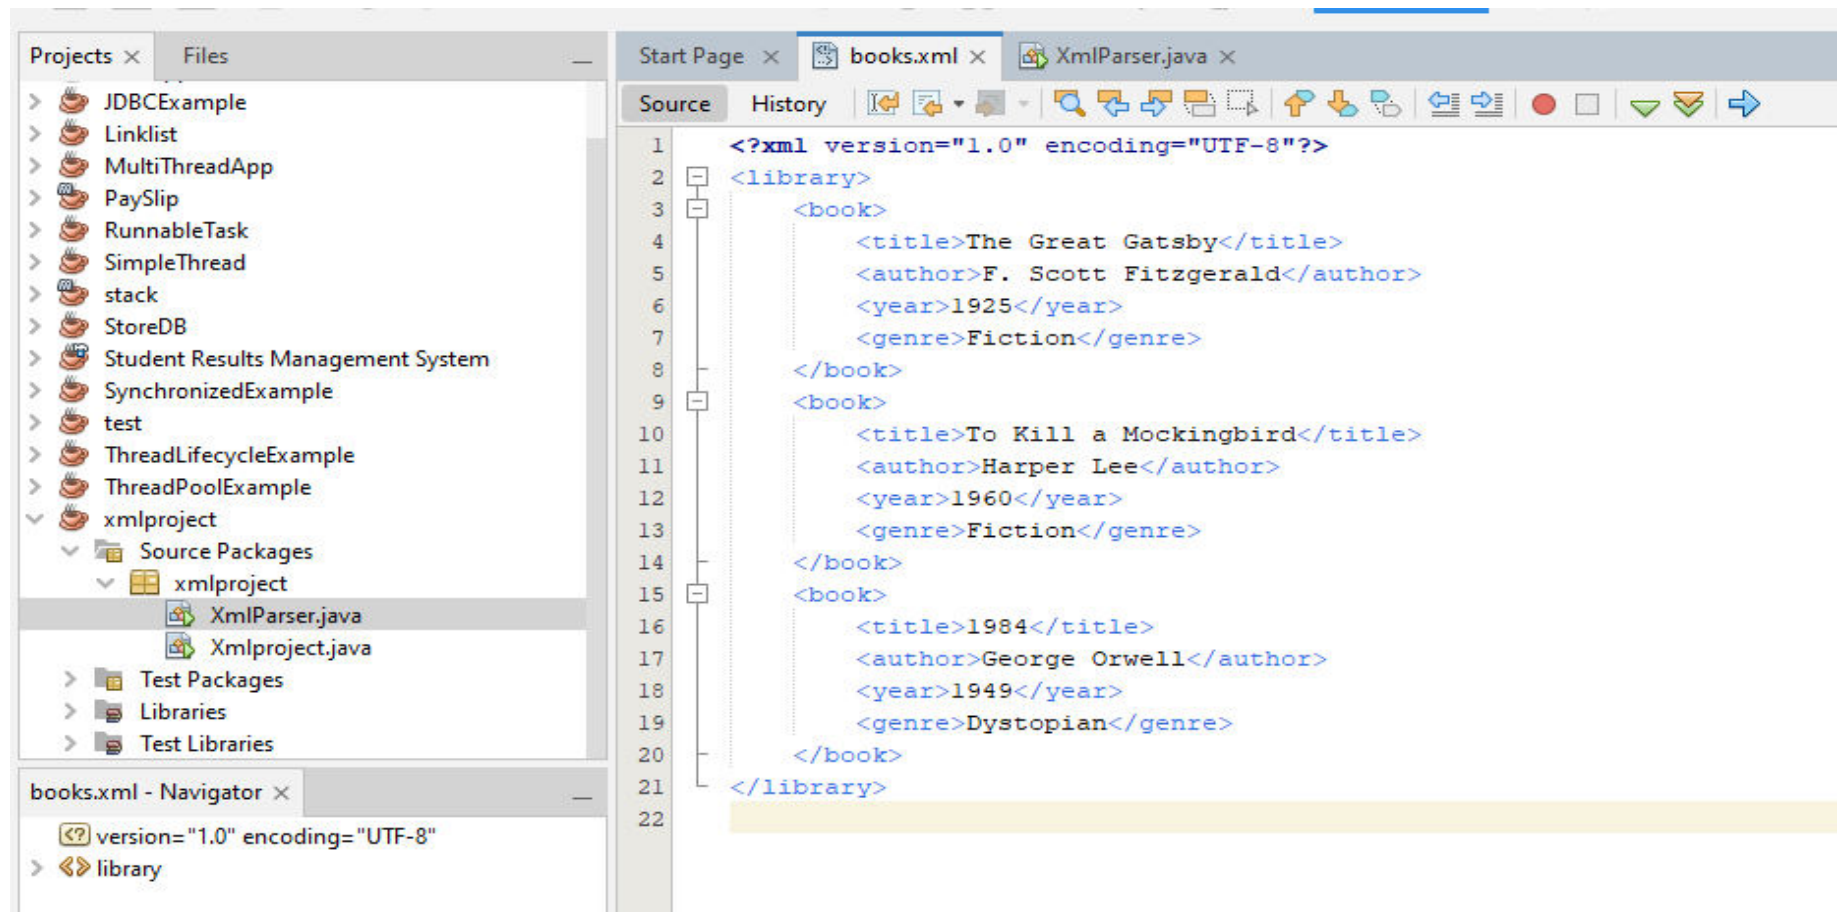 Projects
Files
JDBCExample
Linklist
MultiThreadApp
PaySlip
RunnableTask
SimpleThread
stack
StoreDB
Student Results Management System
SynchronizedExample
test
ThreadLifecycleExample
ThreadPoolExample
xmlproject
Source Packages
xmlproject
XmlParser.java
Xmlproject.java
Test Packages
Libraries
Test Libraries
books.xml - Navigator
version="1.0" encoding="UTF-8"
library
Start Page
books.xml
XmlParser.java
Source History
1 <?xml version="1.0" encoding="UTF-8"?>
2 <library>
3 <book>
4 <title>The Great Gatsby</title>
5 <author>F. Scott Fitzgerald</author>
6 <year>1925</year>
7 <genre>Fiction</genre>
8 </book>
9 <book>
10 <title>To Kill a Mockingbird</title>
11 <author>Harper Lee</author>
12 <year>1960</year>
13 <genre>Fiction</genre>
14 </book>
15 <book>
16 <title>1984</title>
17 <author>George Orwell</author>
18 <year>1949</year>
19 <genre>Dystopian</genre>
20 </book>
21 </library>
22